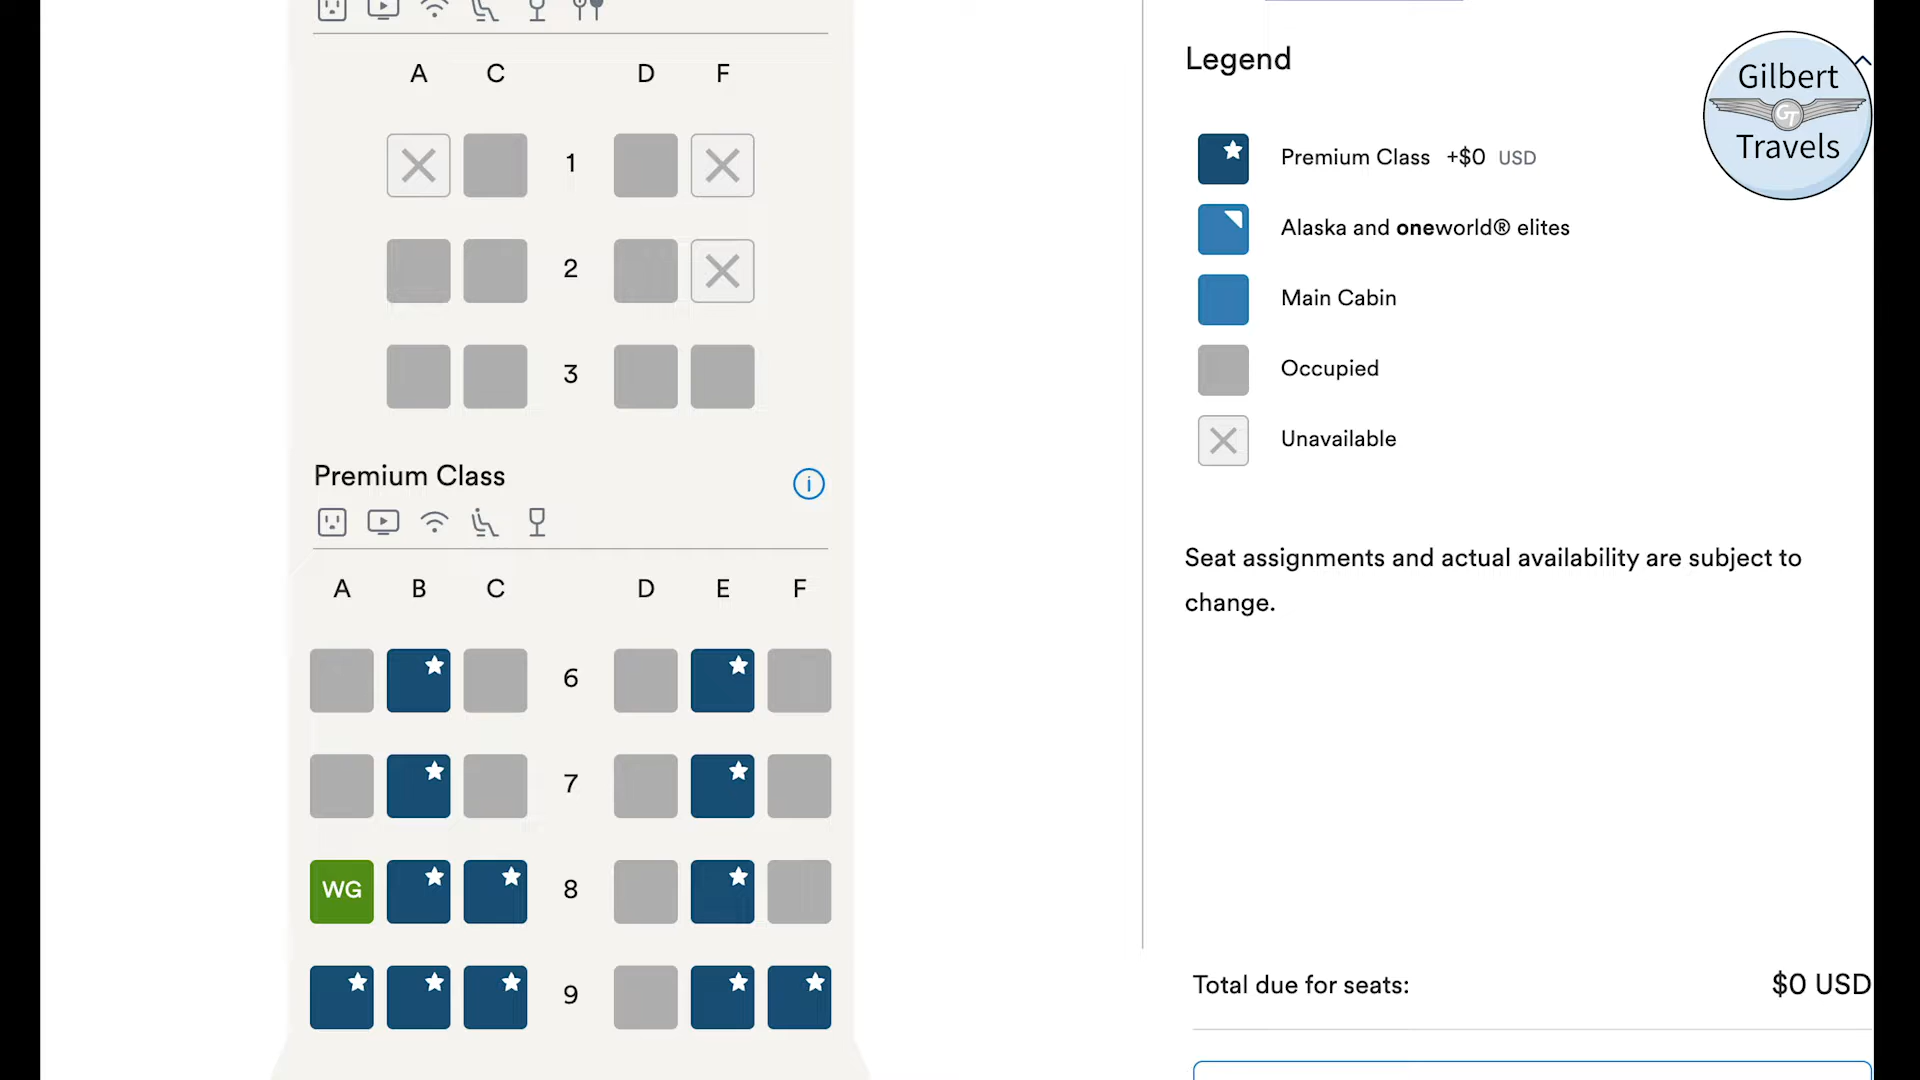 A C D F
1
2
3
Premium Class
i
A B C D E F
6
7
WG 8
9
Legend
Premium Class +$0 USD
Alaska and oneworld® elites
Main Cabin
Occupied
Unavailable
Seat assignments and actual availability are subject to
change.
Total due for seats: $0 USD
Gilbert
GT
Travels